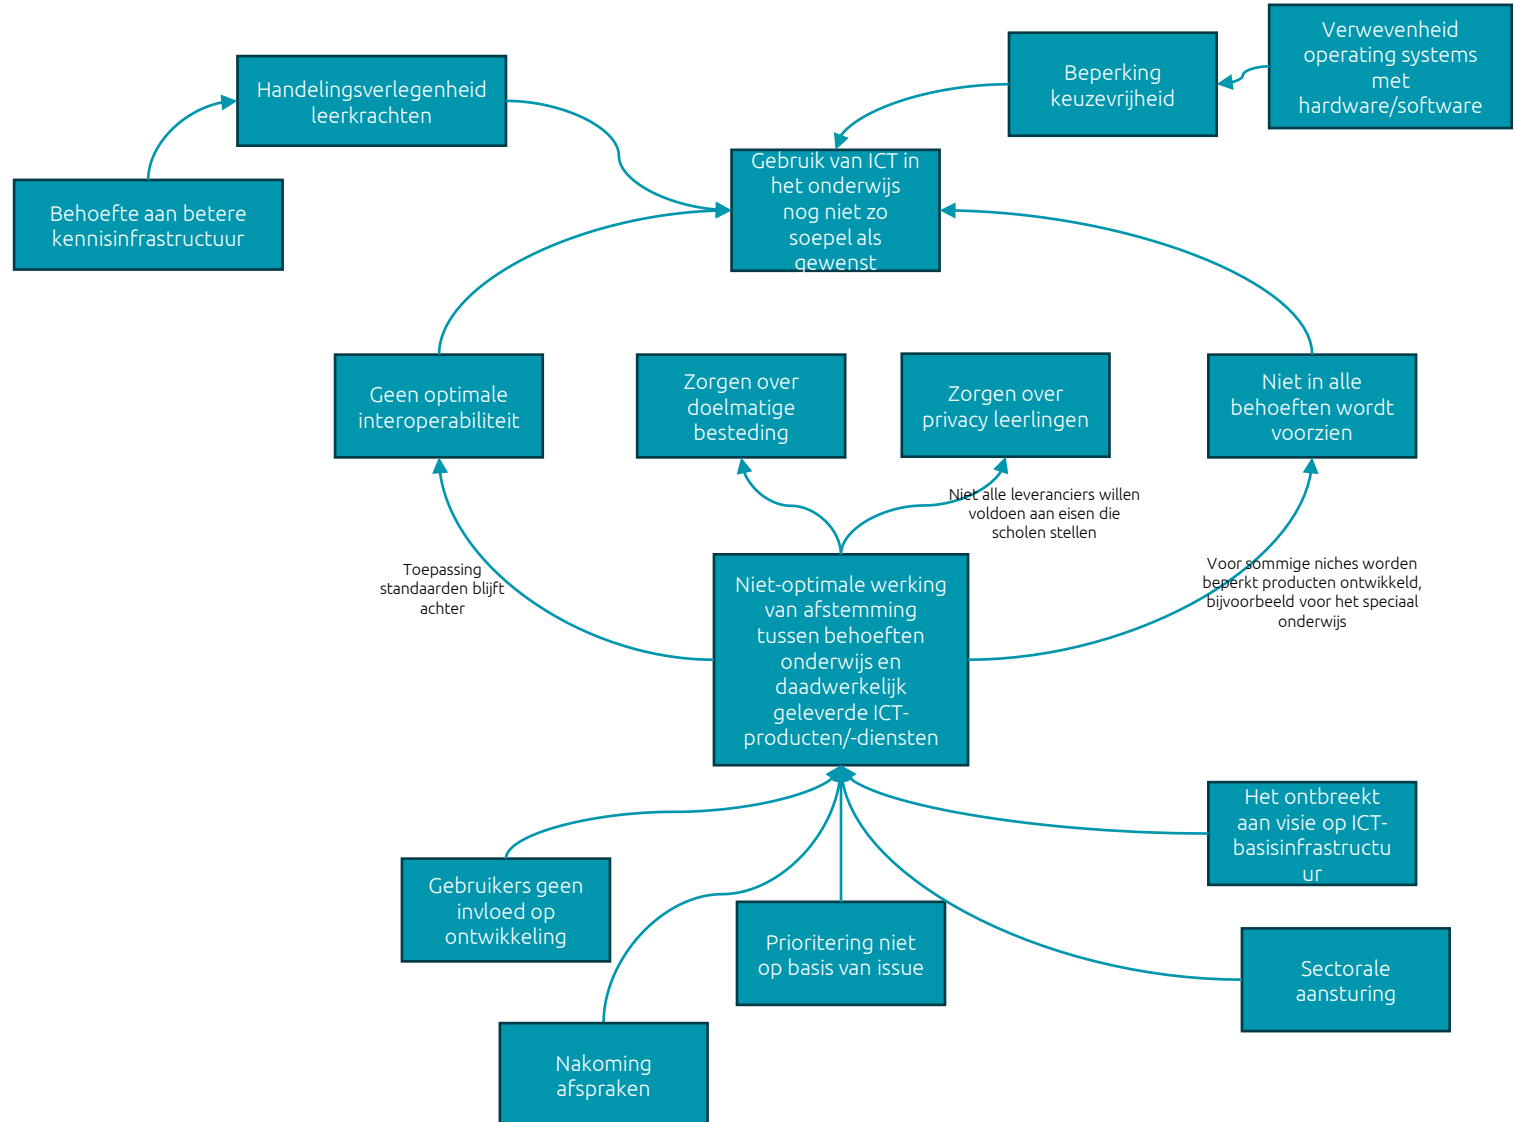 Verwevenheid
operating systems
met
hardware/software
Beperking
keuzevrijheid
Handelingsverlegenheid
leerkrachten
Gebruik van ICT in
het onderwijs
nog niet zo
soepel als
gewenst
Behoefte aan betere
kennisinfrastructuur
Geen optimale
interoperabiliteit
Zorgen over
doelmatige
besteding
Zorgen over
privacy leerlingen
Niet in alle
behoeften wordt
voorzien
Niet alle leveranciers willen
voldoen aan eisen die
scholen stellen
Toepassing
standaarden blijft
achter
Voor sommige niches worden
beperkt producten ontwikkeld,
bijvoorbeeld voor het speciaal
onderwijs
Niet-optimale werking
van afstemming
tussen behoeften
onderwijs en
daadwerkelijk
geleverde ICT-
producten/-diensten
Het ontbreekt
aan visie op ICT-
basisinfrastructu
ur
Gebruikers geen
invloed op
ontwikkeling
Prioritering niet
op basis van issue
Sectorale
aansturing
Nakoming
afspraken